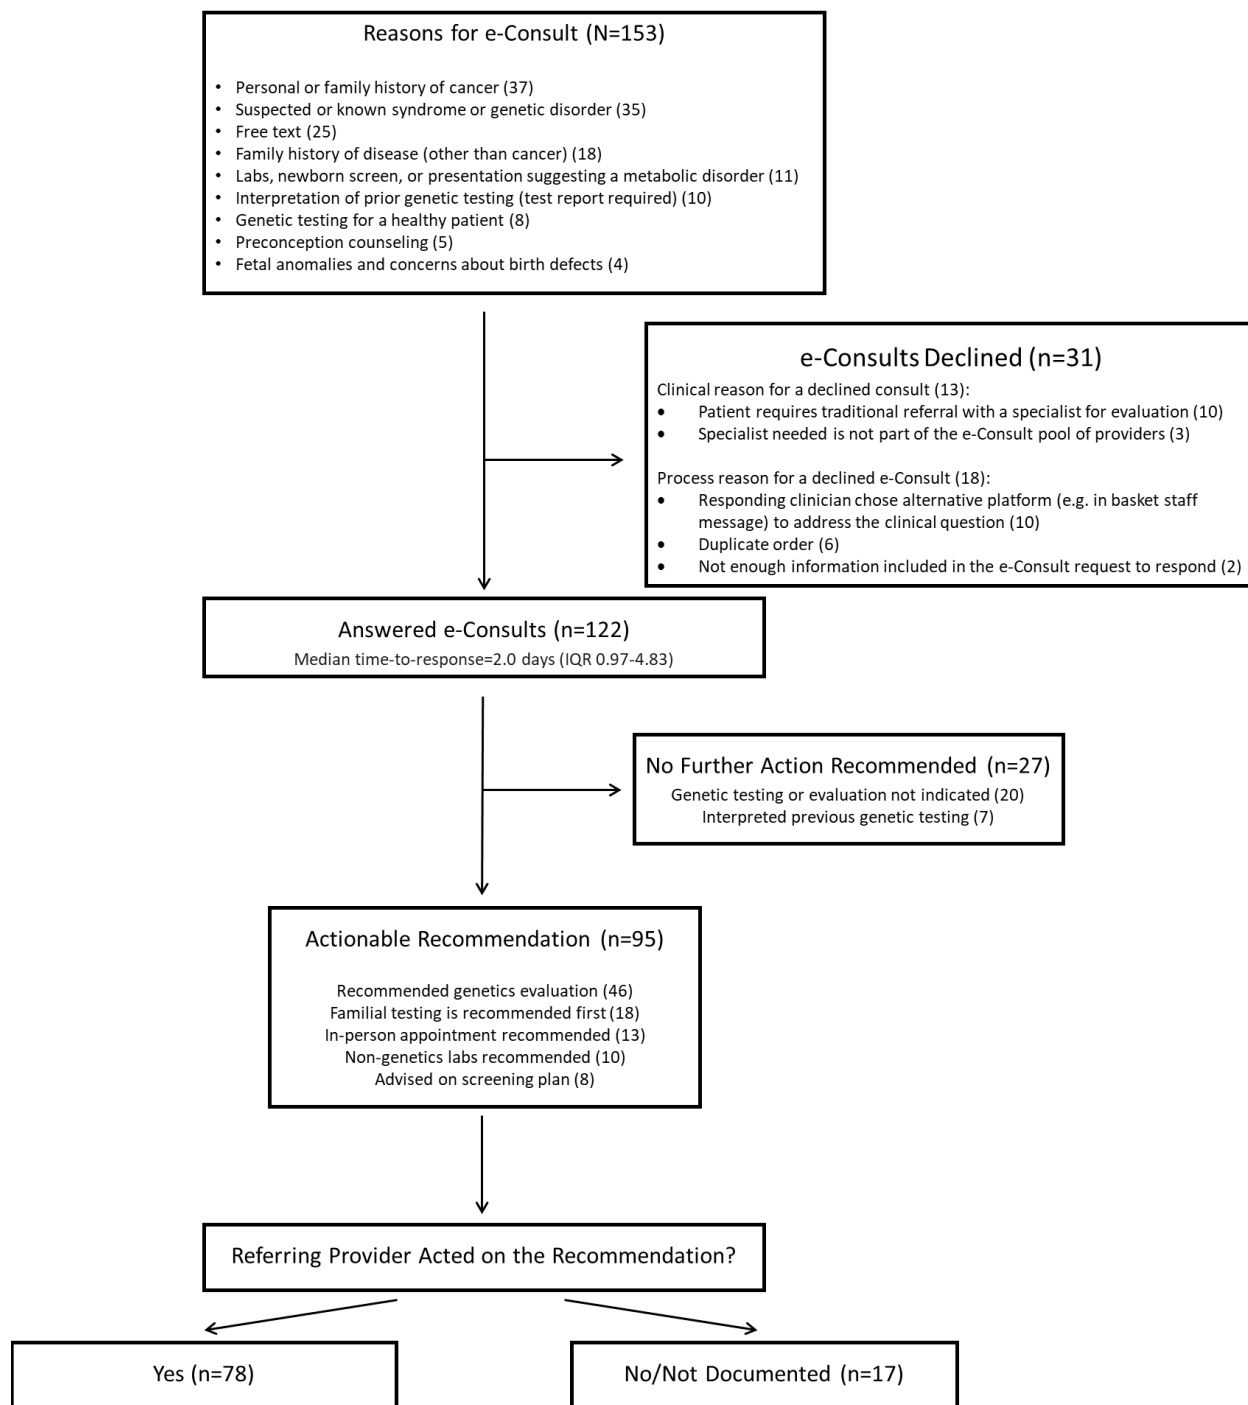 Reasons for e-Consult (N=153)
• Personal or family history of cancer (37)
• Suspected or known syndrome or genetic disorder (35)
• Free text (25)
• Family history of disease (other than cancer) (18)
• Labs, newborn screen, or presentation suggesting a metabolic disorder (11)
• Interpretation of prior genetic testing (test report required) (10)
• Genetic testing for a healthy patient (8)
• Preconception counseling (5)
• Fetal anomalies and concerns about birth defects (4)
e-Consults Declined (n=31)
Clinical reason for a declined consult (13):
• Patient requires traditional referral with a specialist for evaluation (10)
• Specialist needed is not part of the e-Consult pool of providers (3)
Process reason for a declined e-Consult (18):
• Responding clinician chose alternative platform (e.g. in basket staff
message) to address the clinical question (10)
• Duplicate order (6)
• Not enough information included in the e-Consult request to respond (2)
Answered e-Consults (n=122)
Median time-to-response=2.0 days (IQR 0.97-4.83)
No Further Action Recommended (n=27)
Genetic testing or evaluation not indicated (20)
Interpreted previous genetic testing (7)
Actionable Recommendation (n=95)
Recommended genetics evaluation (46)
Familial testing is recommended first (18)
In-person appointment recommended (13)
Non-genetics labs recommended (10)
Advised on screening plan (8)
Referring Provider Acted on the Recommendation?
Yes (n=78)
No/Not Documented (n=17)